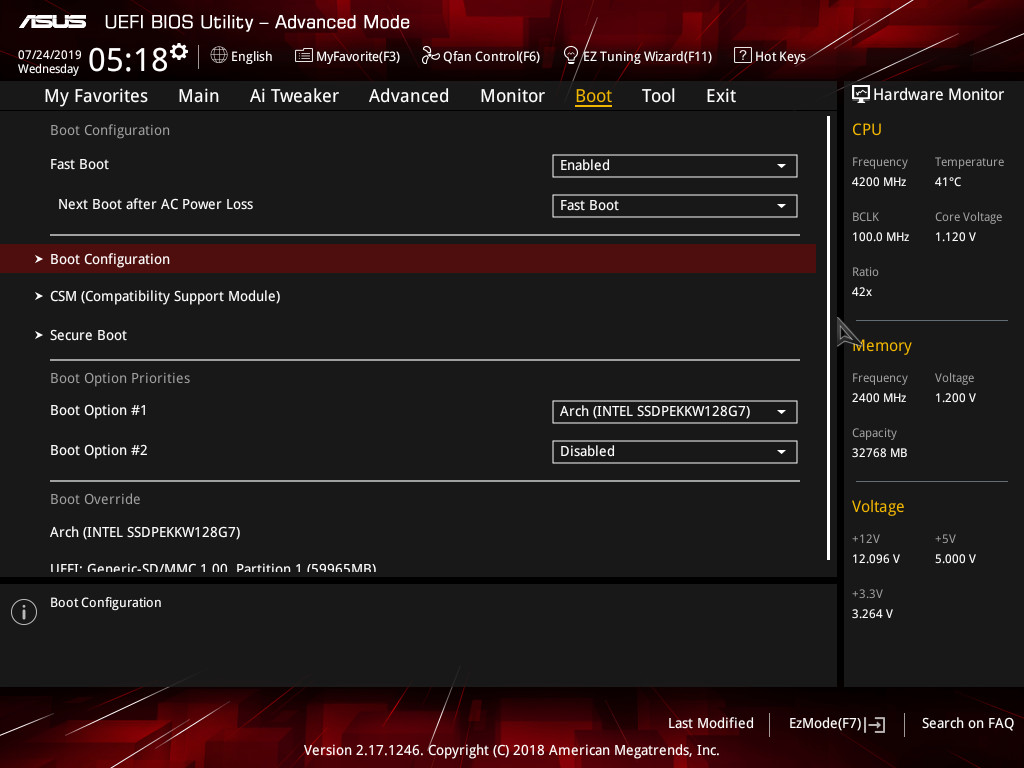 ASUS UEFI BIOS Utility – Advanced Mode
07/24/2019
Wednesday
05:18
English
MyFavorite(F3)
Qfan Control(F6)
EZ Tuning Wizard(F11)
? Hot Keys
My Favorites Main Ai Tweaker Advanced Monitor Boot Tool Exit
Boot Configuration
Fast Boot Enabled
Next Boot after AC Power Loss Fast Boot
Boot Configuration
CSM (Compatibility Support Module)
Secure Boot
Boot Option Priorities
Boot Option #1 Arch (INTEL SSDPEKKW128G7)
Boot Option #2 Disabled
Boot Override
Arch (INTEL SSDPEKKW128G7)
UEFI: Generic-SD/MMC 1.00, Partition 1 (59965MB)
i
Boot Configuration
Hardware Monitor
CPU
Frequency Temperature
4200 MHz 41°C
BCLK Core Voltage
100.0 MHz 1.120 V
Ratio
42x
Memory
Frequency Voltage
2400 MHz 1.200 V
Capacity
32768 MB
Voltage
+12V +5V
12.096 V 5.000 V
+3.3V
3.264 V
Last Modified
EzMode(F7)
Search on FAQ
Version 2.17.1246. Copyright (C) 2018 American Megatrends, Inc.